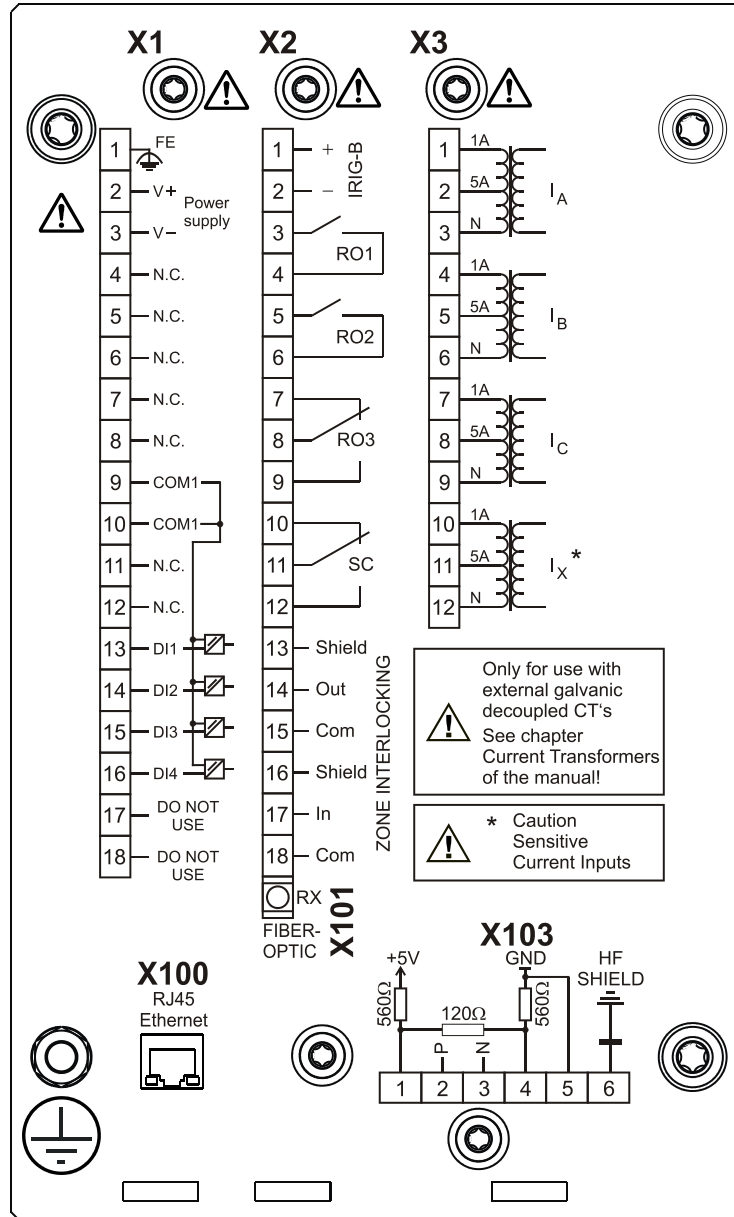 X1
X2
X3
1
FE
2
V+
Power
supply
3
V−
4
N.C.
5
N.C.
6
N.C.
7
N.C.
8
N.C.
9
COM1
10
COM1
11
N.C.
12
N.C.
13
DI1
14
DI2
15
DI3
16
DI4
17
DO NOT
USE
18
DO NOT
USE
1
+
2
−
IRIG-B
3
RO1
4
5
RO2
6
7
8
RO3
9
10
11
SC
12
13
Shield
14
Out
15
Com
16
Shield
17
In
18
Com
ZONE INTERLOCKING
RX
FIBER-
OPTIC
X101
1
1A
2
5A
IA
3
N
4
1A
5
5A
IB
6
N
7
1A
8
5A
IC
9
N
10
1A
11
5A
IX*
12
N
Only for use with
external galvanic
decoupled CT‘s
See chapter
Current Transformers
of the manual!
* Caution
Sensitive
Current Inputs
X100
RJ45
Ethernet
X103
+5V
GND
HF
SHIELD
560Ω
120Ω
560Ω
P
N
1
2
3
4
5
6